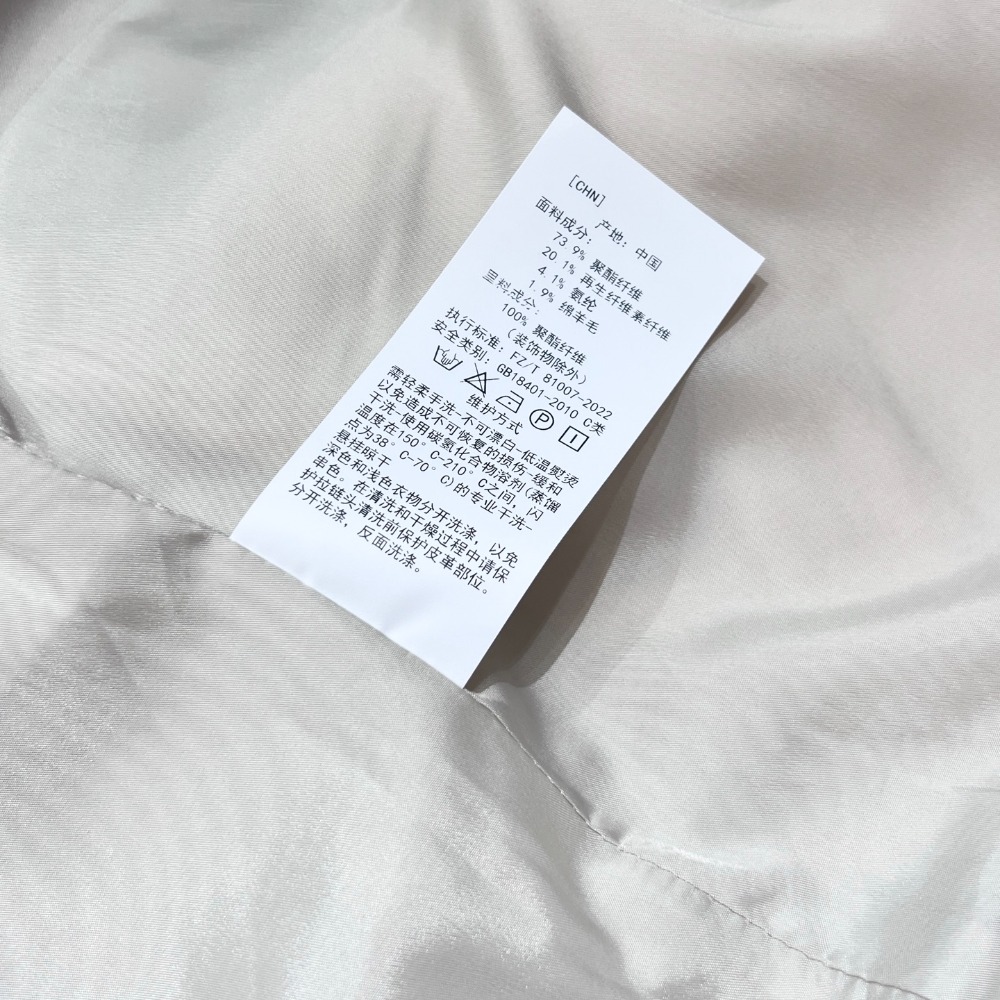 [CHN]
产地：中国
面料成分：
73.9% 聚酯纤维
20.1% 再生纤维素纤维
4.1% 氨纶
1.9% 绵羊毛
里料成分：
100% 聚酯纤维
（装饰物除外）
执行标准：FZ/T 81007-2022
安全类别：GB18401-2010 C类
P
维护方式
需轻柔手洗-不可漂白-低温熨烫
以免造成不可恢复的损伤-缓和
干洗-使用碳氢化合物溶剂(蒸馏
温度在150°C-210°C之间，闪
点为38°C-70°C)的专业干洗-
悬挂晾干
深色和浅色衣物分开洗涤，以免
串色。在清洗和干燥过程中请保
护拉链头清洗前保护皮革部位。
分开洗涤，反面洗涤。